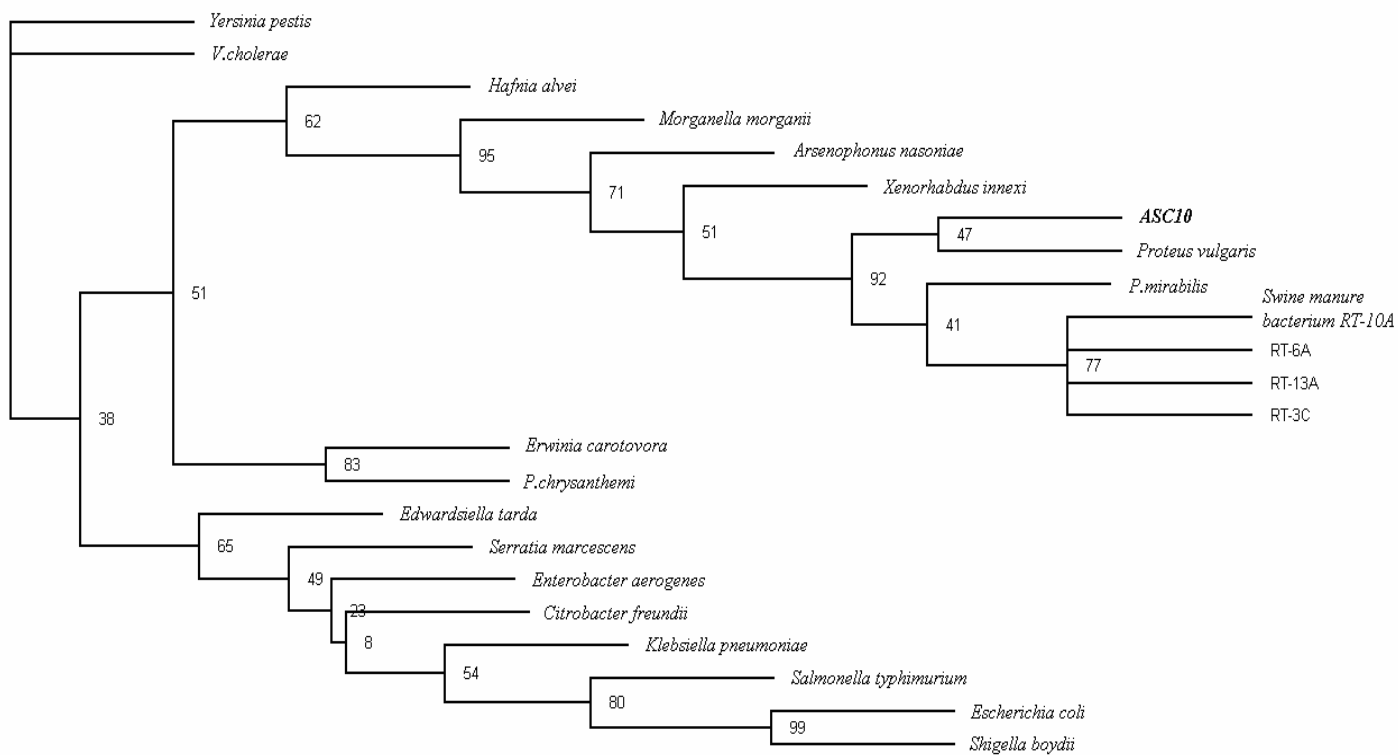 Yersinia pestis
V.cholerae
Hafnia alvei
62
Morganella morganii
95
Arsenophonus nasoniae
71
Xenorhabdus innexi
51
ASC10
47
Proteus vulgaris
92
P.mirabilis
51
Swine manure
bacterium RT-10A
41
RT-6A
77
RT-13A
RT-3C
38
Erwinia carotovora
83
P.chrysanthemi
Edwardsiella tarda
65
Serratia marcescens
49
Enterobacter aerogenes
23
Citrobacter freundii
8
Klebsiella pneumoniae
54
Salmonella typhimurium
80
Escherichia coli
99
Shigella boydii